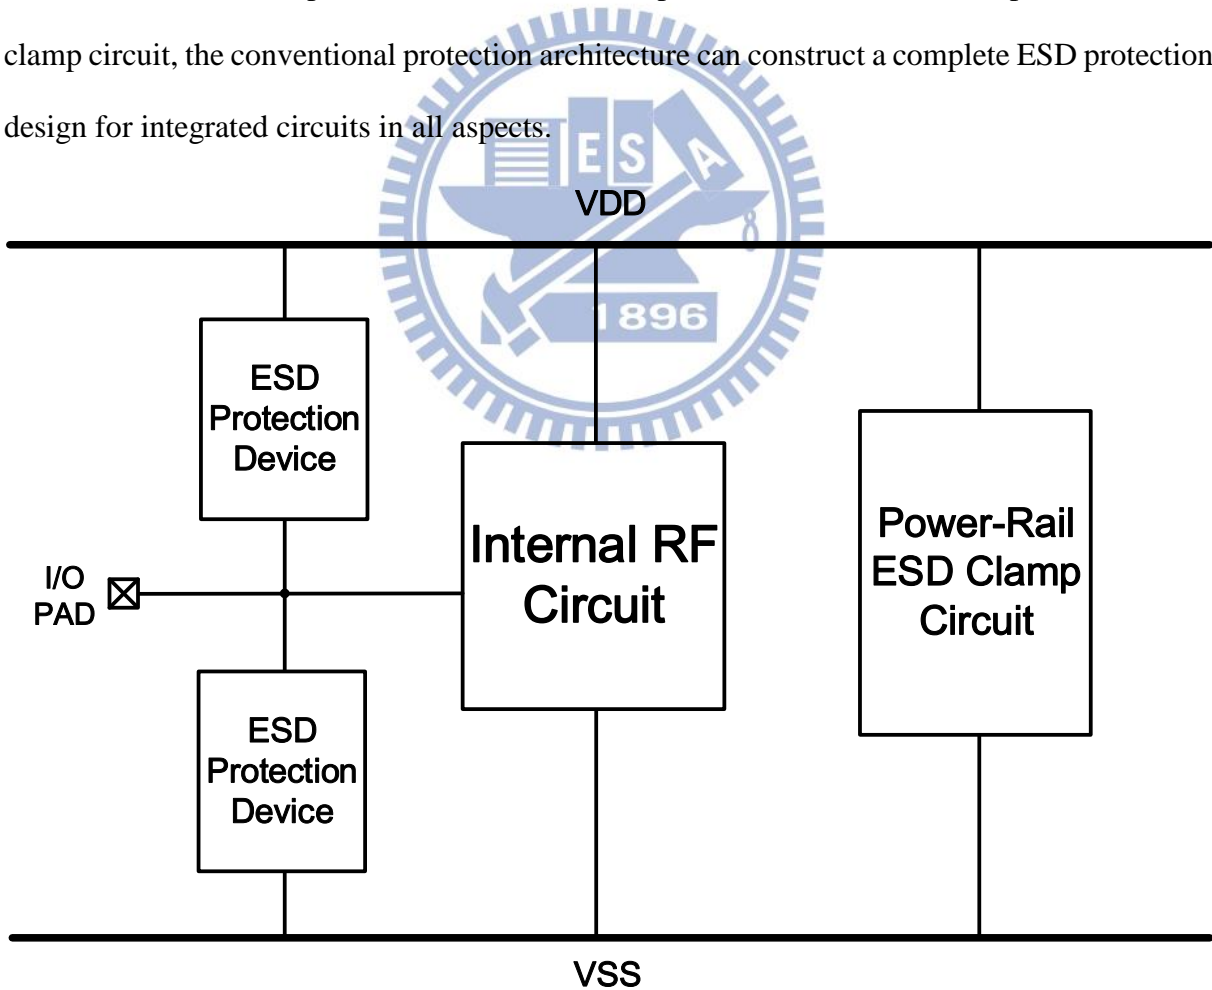 clamp circuit, the conventional protection architecture can construct a complete ESD protection
design for integrated circuits in all aspects.
E S A
1896
VDD
ESD
Protection
Device
Internal RF
Circuit
Power-Rail
ESD Clamp
Circuit
I/O
PAD
ESD
Protection
Device
VSS